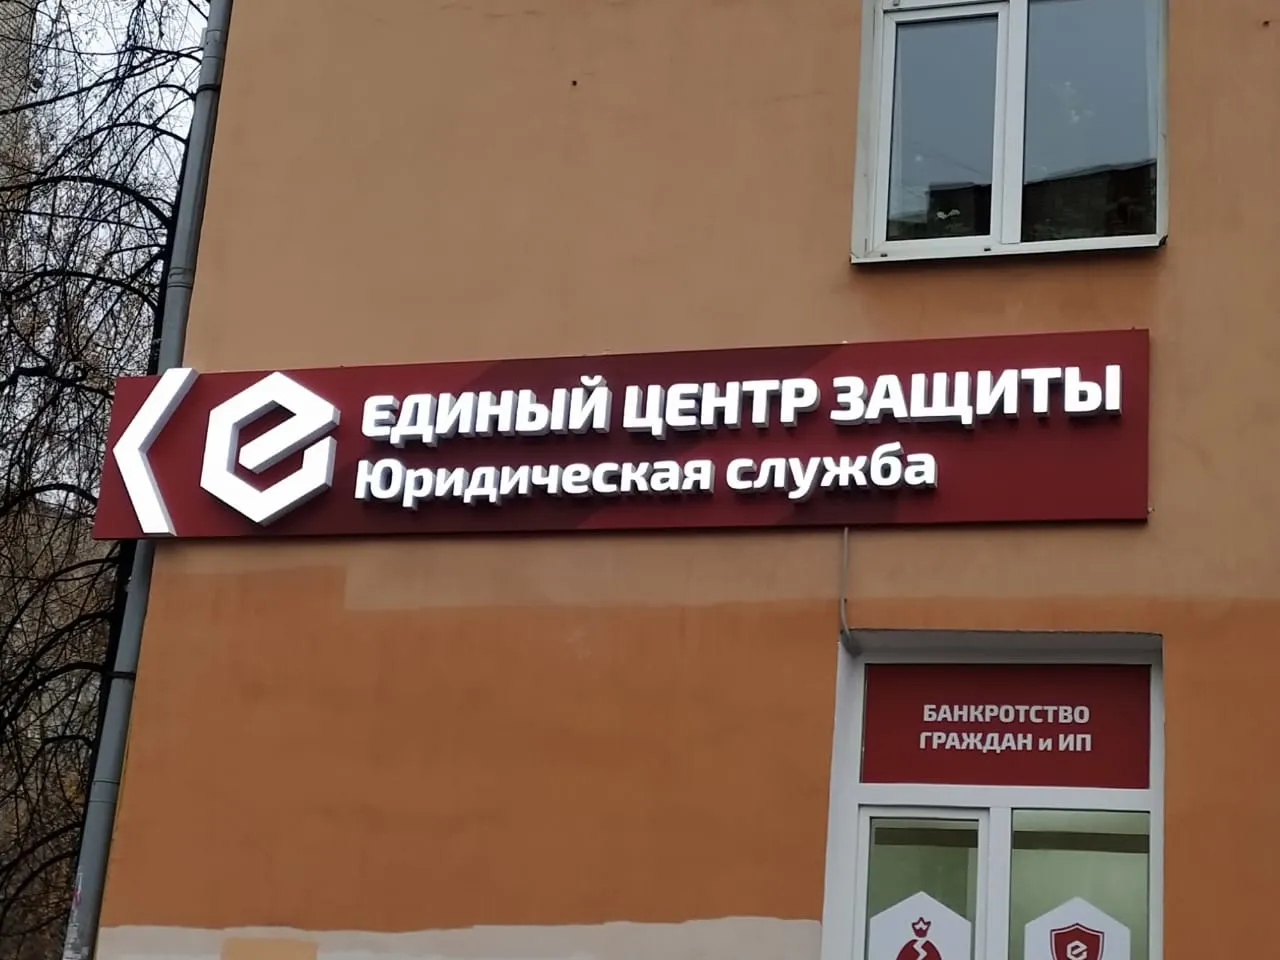 ЕДИНЫЙ ЦЕНТР ЗАЩИТЫ
Юридическая служба
БАНКРОТСТВО
ГРАЖДАН и ИП